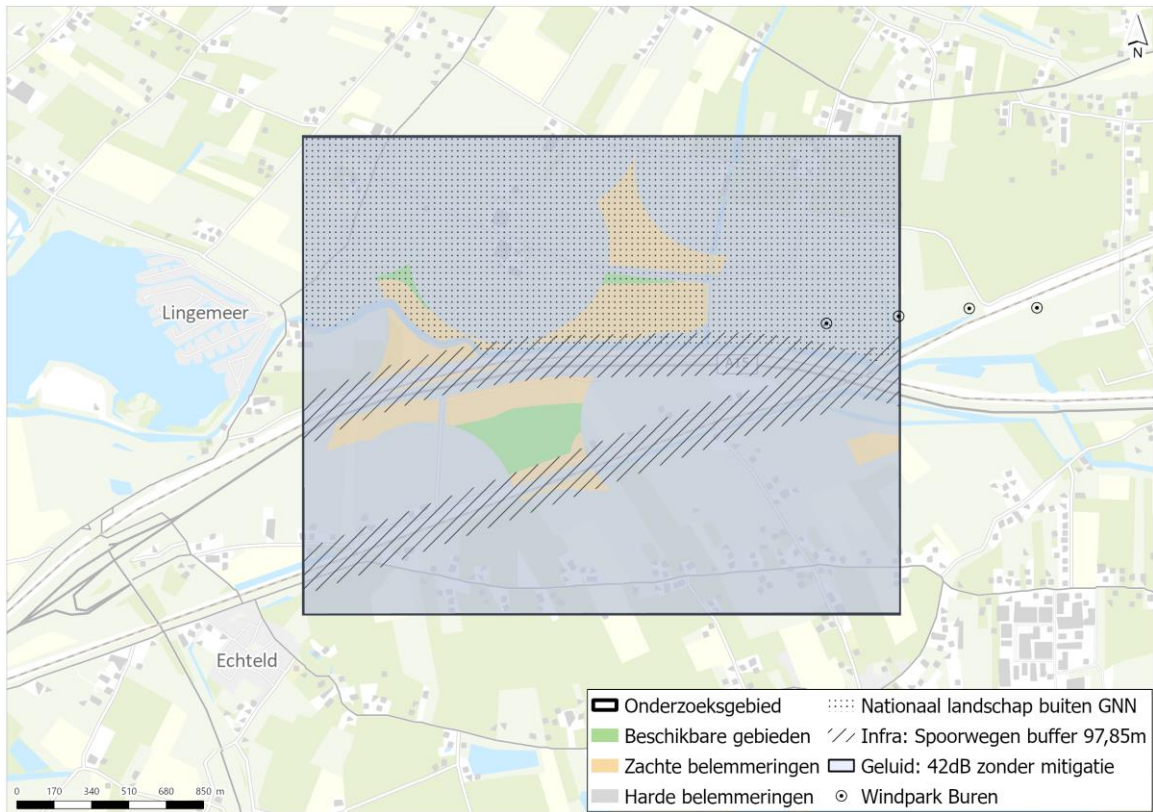 N
Lingemeer
A15
Echteld
Onderzoeksgebied
Beschikbare gebieden
Zachte belemmeringen
Harde belemmeringen
Nationaal landschap buiten GNN
Infra: Spoorwegen buffer 97,85m
Geluid: 42dB zonder mitigatie
Windpark Buren
0 170 340 510 680 850 m